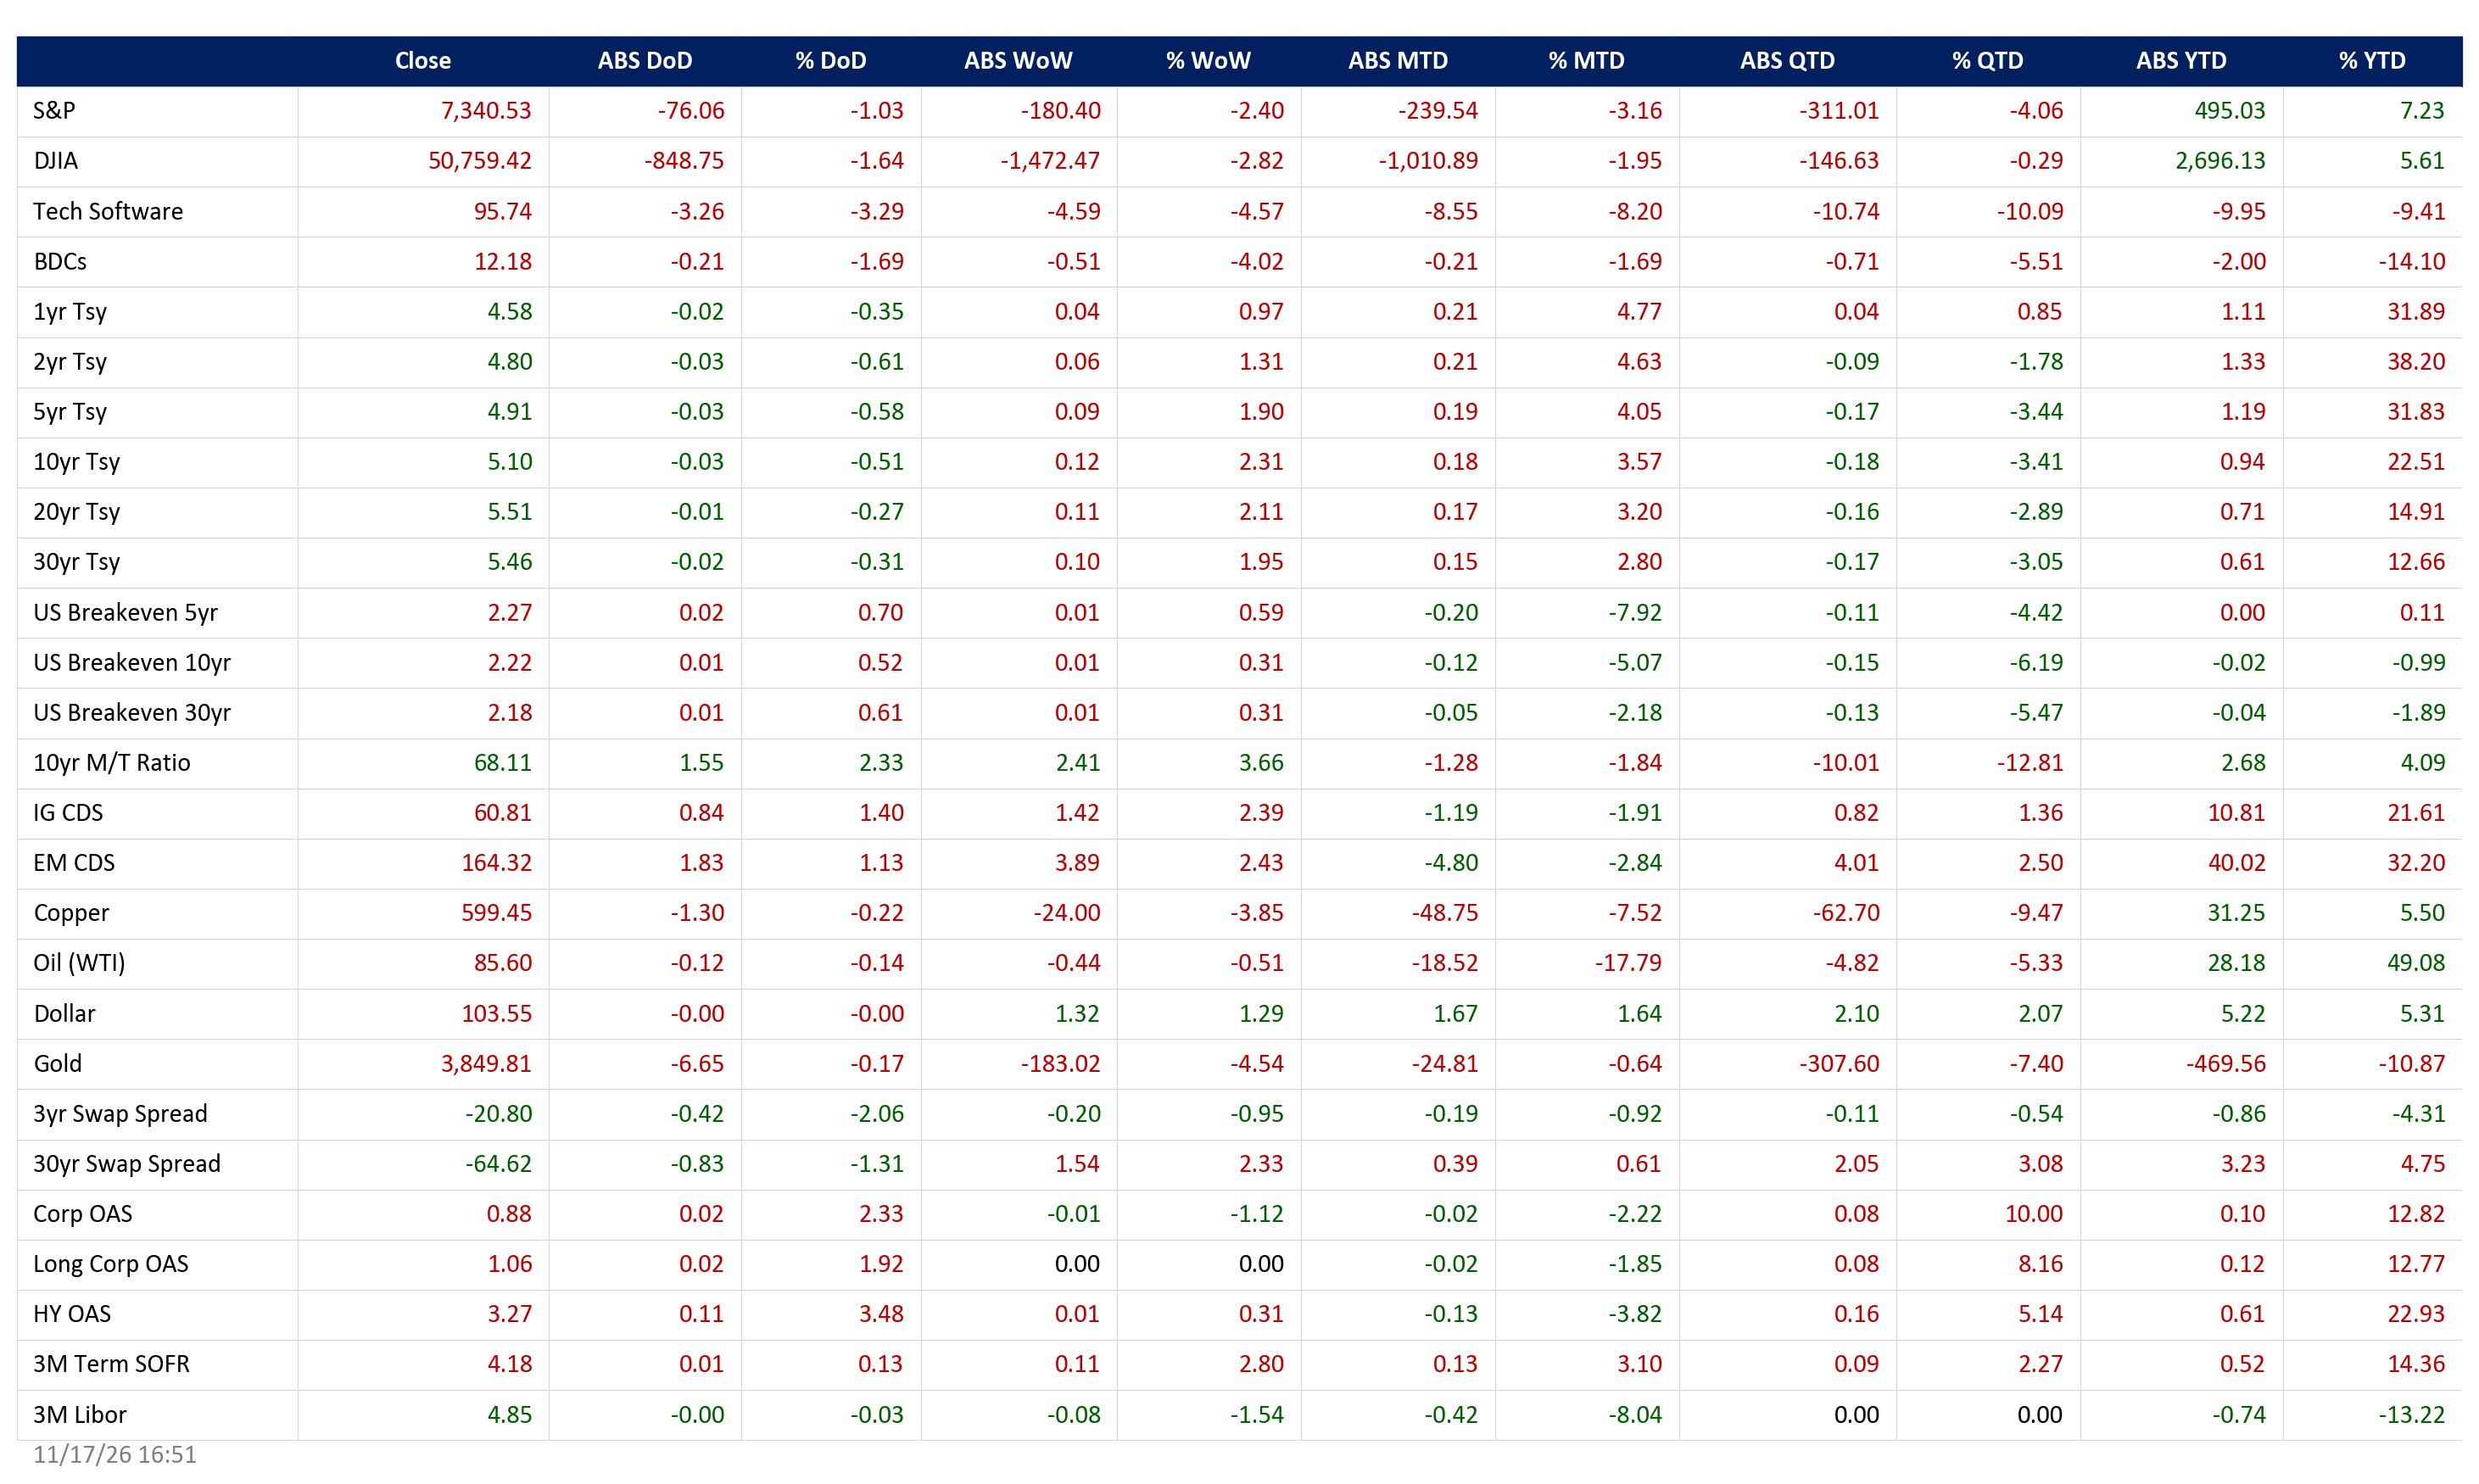 Close ABS DoD % DoD ABS WoW % WoW ABS MTD % MTD ABS QTD % QTD ABS YTD % YTD
S&P 7,340.53 -76.06 -1.03 -180.40 -2.40 -239.54 -3.16 -311.01 -4.06 495.03 7.23
DJIA 50,759.42 -848.75 -1.64 -1,472.47 -2.82 -1,010.89 -1.95 -146.63 -0.29 2,696.13 5.61
Tech Software 95.74 -3.26 -3.29 -4.59 -4.57 -8.55 -8.20 -10.74 -10.09 -9.95 -9.41
BDCs 12.18 -0.21 -1.69 -0.51 -4.02 -0.21 -1.69 -0.71 -5.51 -2.00 -14.10
1yr Tsy 4.58 -0.02 -0.35 0.04 0.97 0.21 4.77 0.04 0.85 1.11 31.89
2yr Tsy 4.80 -0.03 -0.61 0.06 1.31 0.21 4.63 -0.09 -1.78 1.33 38.20
5yr Tsy 4.91 -0.03 -0.58 0.09 1.90 0.19 4.05 -0.17 -3.44 1.19 31.83
10yr Tsy 5.10 -0.03 -0.51 0.12 2.31 0.18 3.57 -0.18 -3.41 0.94 22.51
20yr Tsy 5.51 -0.01 -0.27 0.11 2.11 0.17 3.20 -0.16 -2.89 0.71 14.91
30yr Tsy 5.46 -0.02 -0.31 0.10 1.95 0.15 2.80 -0.17 -3.05 0.61 12.66
US Breakeven 5yr 2.27 0.02 0.70 0.01 0.59 -0.20 -7.92 -0.11 -4.42 0.00 0.11
US Breakeven 10yr 2.22 0.01 0.52 0.01 0.31 -0.12 -5.07 -0.15 -6.19 -0.02 -0.99
US Breakeven 30yr 2.18 0.01 0.61 0.01 0.31 -0.05 -2.18 -0.13 -5.47 -0.04 -1.89
10yr M/T Ratio 68.11 1.55 2.33 2.41 3.66 -1.28 -1.84 -10.01 -12.81 2.68 4.09
IG CDS 60.81 0.84 1.40 1.42 2.39 -1.19 -1.91 0.82 1.36 10.81 21.61
EM CDS 164.32 1.83 1.13 3.89 2.43 -4.80 -2.84 4.01 2.50 40.02 32.20
Copper 599.45 -1.30 -0.22 -24.00 -3.85 -48.75 -7.52 -62.70 -9.47 31.25 5.50
Oil (WTI) 85.60 -0.12 -0.14 -0.44 -0.51 -18.52 -17.79 -4.82 -5.33 28.18 49.08
Dollar 103.55 -0.00 -0.00 1.32 1.29 1.67 1.64 2.10 2.07 5.22 5.31
Gold 3,849.81 -6.65 -0.17 -183.02 -4.54 -24.81 -0.64 -307.60 -7.40 -469.56 -10.87
3yr Swap Spread -20.80 -0.42 -2.06 -0.20 -0.95 -0.19 -0.92 -0.11 -0.54 -0.86 -4.31
30yr Swap Spread -64.62 -0.83 -1.31 1.54 2.33 0.39 0.61 2.05 3.08 3.23 4.75
Corp OAS 0.88 0.02 2.33 -0.01 -1.12 -0.02 -2.22 0.08 10.00 0.10 12.82
Long Corp OAS 1.06 0.02 1.92 0.00 0.00 -0.02 -1.85 0.08 8.16 0.12 12.77
HY OAS 3.27 0.11 3.48 0.01 0.31 -0.13 -3.82 0.16 5.14 0.61 22.93
3M Term SOFR 4.18 0.01 0.13 0.11 2.80 0.13 3.10 0.09 2.27 0.52 14.36
3M Libor 4.85 -0.00 -0.03 -0.08 -1.54 -0.42 -8.04 0.00 0.00 -0.74 -13.22
11/17/26 16:51